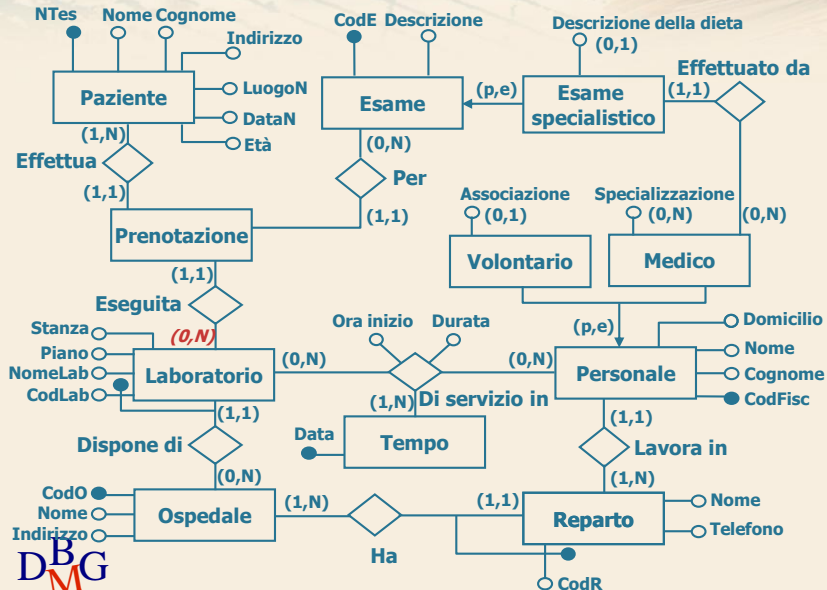 NTes Nome Cognome
Indirizzo
LuogoN
DataN
Età
Paziente
(1,N)
Effettua
(1,1)
Prenotazione
CodE Descrizione
Esame
(p,e)
(0,N)
Per
(1,1)
Descrizione della dieta
(0,1)
Esame
specialistico
Effettuato da
(1,1)
(0,N)
Associazione
(0,1)
Volontario
Specializzazione
(0,N)
Medico
(p,e)
(1,1)
Eseguita
(0,N)
Stanza
Piano
NomeLab
CodLab
Laboratorio
(0,N)
Ora inizio Durata
(0,N)
Di servizio in
(1,N)
Data
Tempo
Personale
Domicilio
Nome
Cognome
CodFisc
(1,1)
Dispone di
(0,N)
(1,1)
Lavora in
(1,N)
CodO
Nome
Indirizzo
Ospedale
(1,N)
Ha
(1,1)
Reparto
Nome
Telefono
CodR
DBMG